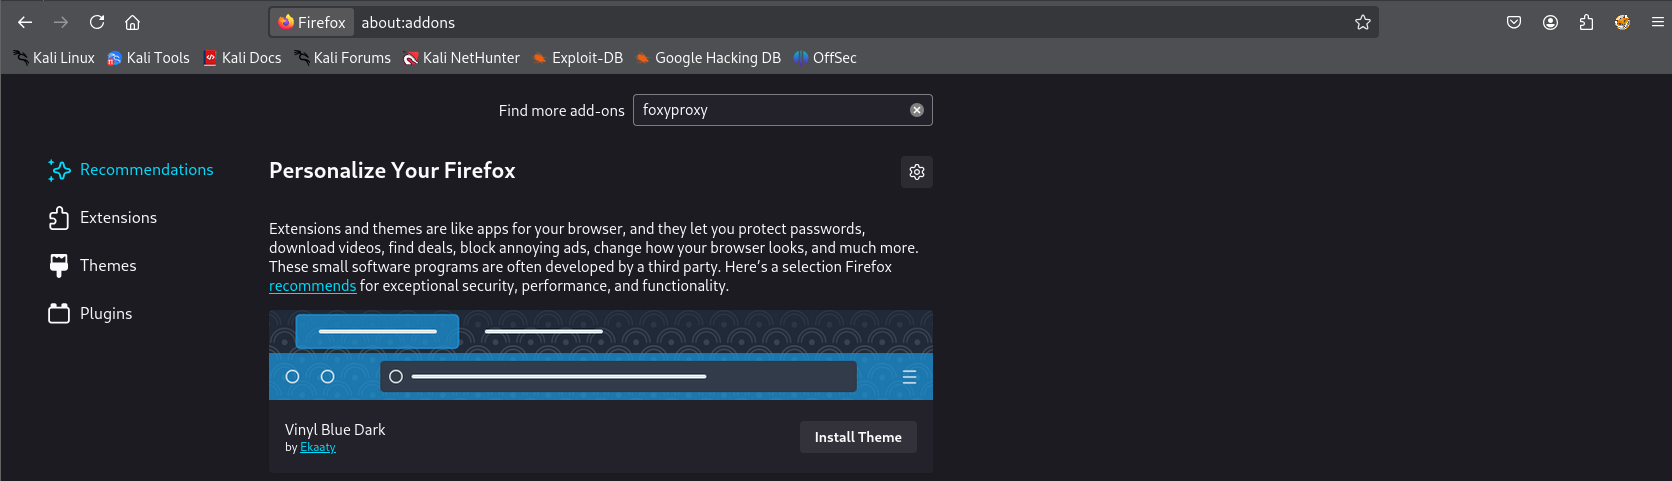 Firefox about:addons
Kali Linux Kali Tools Kali Docs Kali Forums Kali NetHunter Exploit-DB Google Hacking DB OffSec
Find more add-ons foxyproxy
Recommendations
Extensions
Themes
Plugins
Personalize Your Firefox
Extensions and themes are like apps for your browser, and they let you protect passwords,
download videos, find deals, block annoying ads, change how your browser looks, and much more.
These small software programs are often developed by a third party. Here’s a selection Firefox
recommends for exceptional security, performance, and functionality.
Vinyl Blue Dark
by Ekaaty
Install Theme